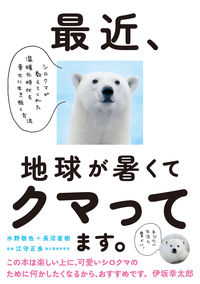 最近、
シロクマが
教えてくれた
温暖化時代を
幸せに生き抜く方法
地球が暑くて
クマって
ます。
水野敬也+長沼直樹
監修 江守正多
この本は楽しい上に、可愛いシロクマの
ために何かしたくなるから、おすすめです。伊坂幸太郎